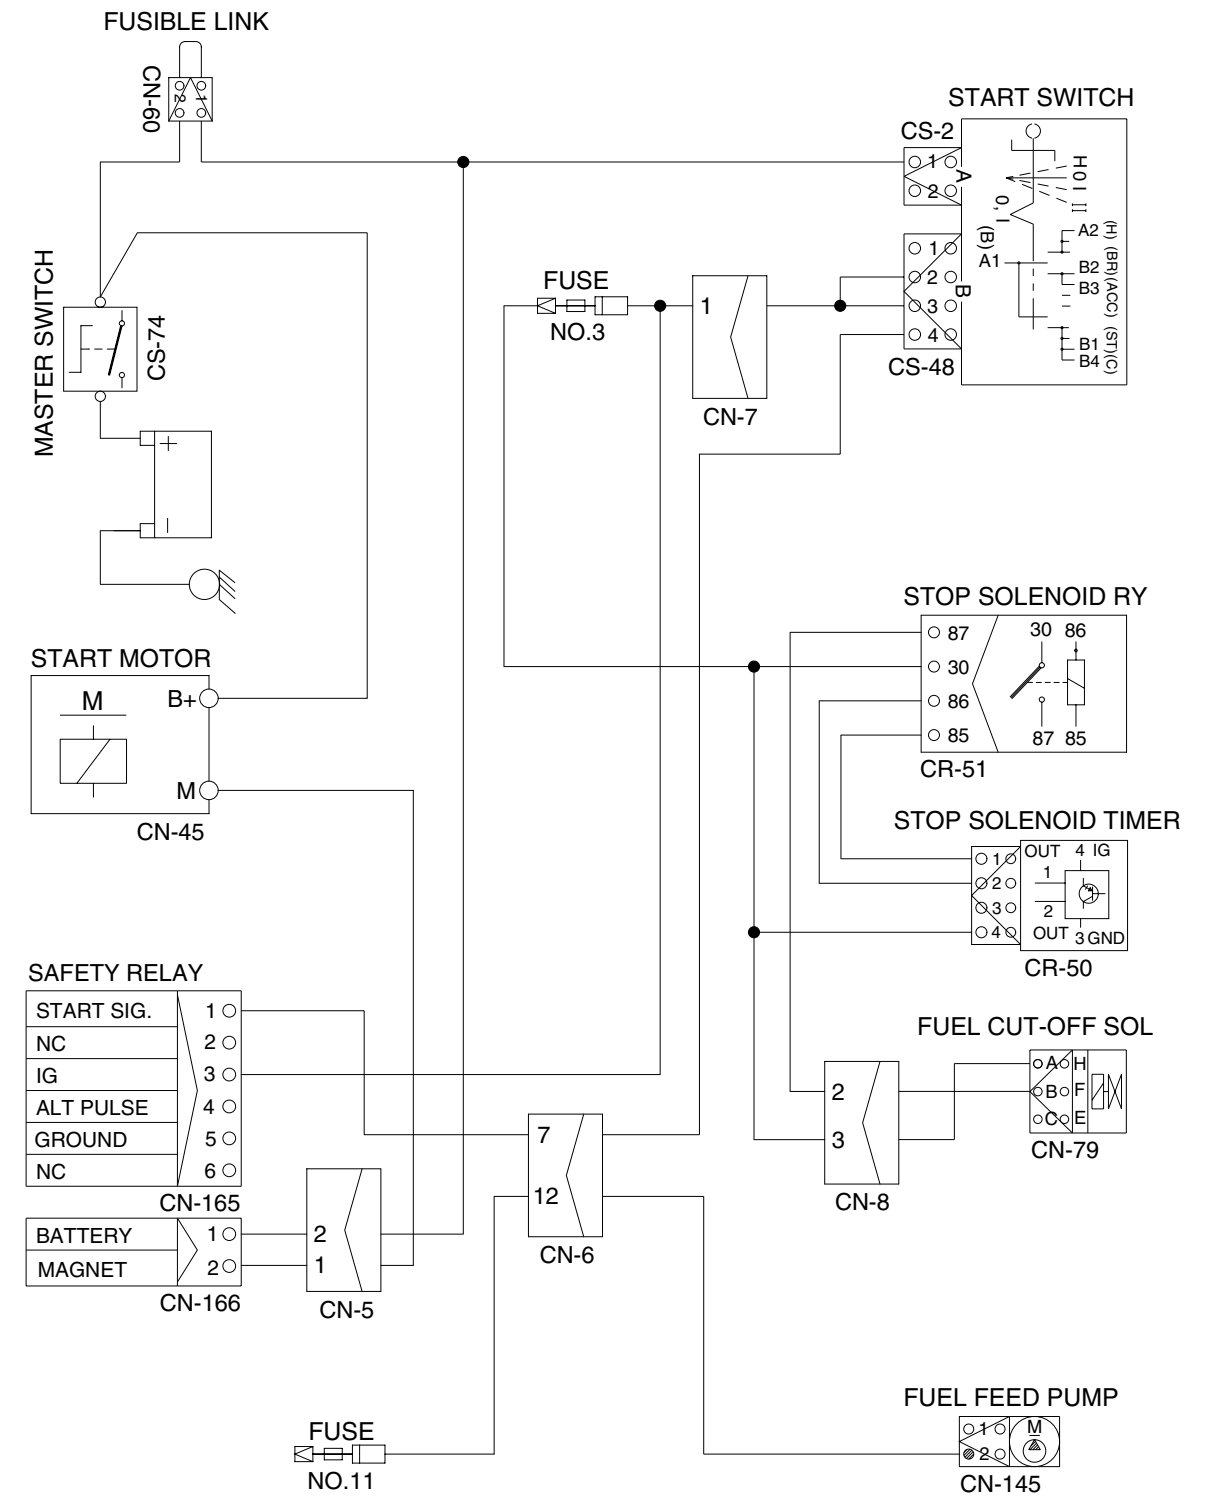 FUSIBLE LINK
CN-60
2 1
START SWITCH
CS-2
1
2
A
H 0 I II
0, I
(B)
A1
A2 (H)
B2 (BR)
B3 (ACC)
B1 (ST)
B4 (C)
1
2
3
4
B
CS-48
FUSE
NO.3
1
CN-7
MASTER SWITCH
CS-74
+
–
START MOTOR
M
B+
M
CN-45
STOP SOLENOID RY
87
30
86
85
30 86
87 85
CR-51
STOP SOLENOID TIMER
1
2
3
4
OUT 4 IG
1
2
OUT 3 GND
CR-50
SAFETY RELAY
START SIG. 1
NC 2
IG 3
ALT PULSE 4
GROUND 5
NC 6
CN-165
BATTERY 1
MAGNET 2
CN-166
2
1
CN-5
7
12
CN-6
FUEL CUT-OFF SOL
A H
B F
C E
CN-79
2
3
CN-8
FUSE
NO.11
FUEL FEED PUMP
1
2
M
CN-145